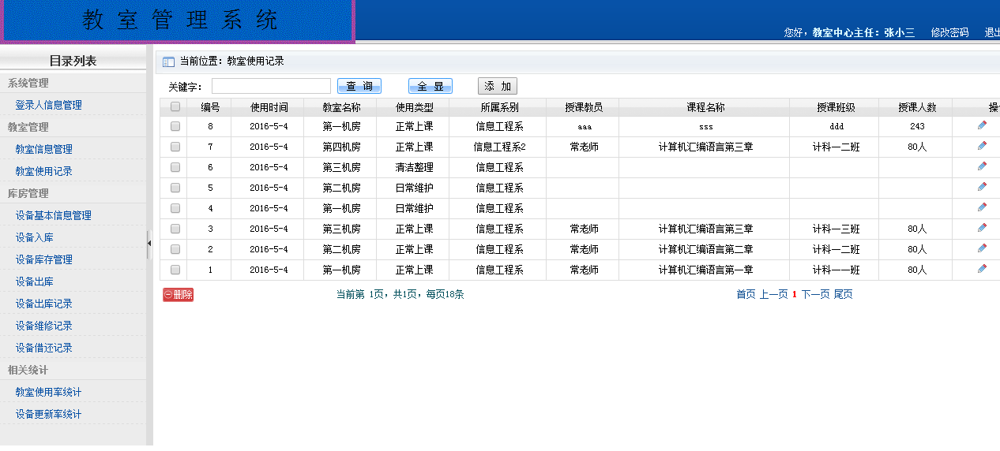 教室管理系统
您好，教室中心主任：张小三 修改密码 退出
目录列表
系统管理
登录人信息管理
教室管理
教室信息管理
教室使用记录
库房管理
设备基本信息管理
设备入库
设备库存管理
设备出库
设备出库记录
设备维修记录
设备借还记录
相关统计
教室使用率统计
设备更新率统计
当前位置：教室使用记录
关键字： 查 询 全 显 添 加
编号 使用时间 教室名称 使用类型 所属系别 授课教员 课程名称 授课班级 授课人数
8 2016-5-4 第一机房 正常上课 信息工程系 aaa sss ddd 243
7 2016-5-4 第四机房 正常上课 信息工程系2 常老师 计算机汇编语言第三章 计科一二班 80人
6 2016-5-4 第三机房 清洁整理 信息工程系
5 2016-5-4 第二机房 日常维护 信息工程系
4 2016-5-4 第一机房 日常维护 信息工程系
3 2016-5-4 第三机房 正常上课 信息工程系 常老师 计算机汇编语言第三章 计科一三班 80人
2 2016-5-4 第二机房 正常上课 信息工程系 常老师 计算机汇编语言第二章 计科一二班 80人
1 2016-5-4 第一机房 正常上课 信息工程系 常老师 计算机汇编语言第一章 计科一一班 80人
删除 当前第 1页，共1页，每页18条 首页 上一页 1 下一页 尾页